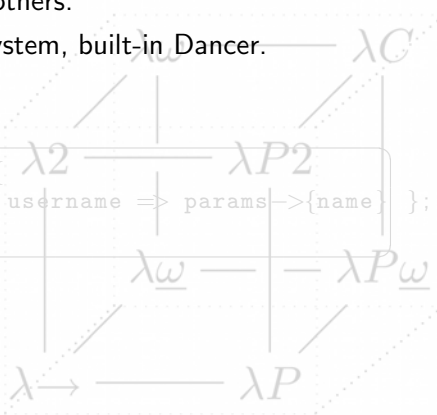 others.
ystem, built-in Dancer.
λω λC
λ2 λP2
username => params->{name} };
λω λPω
λ→ λP